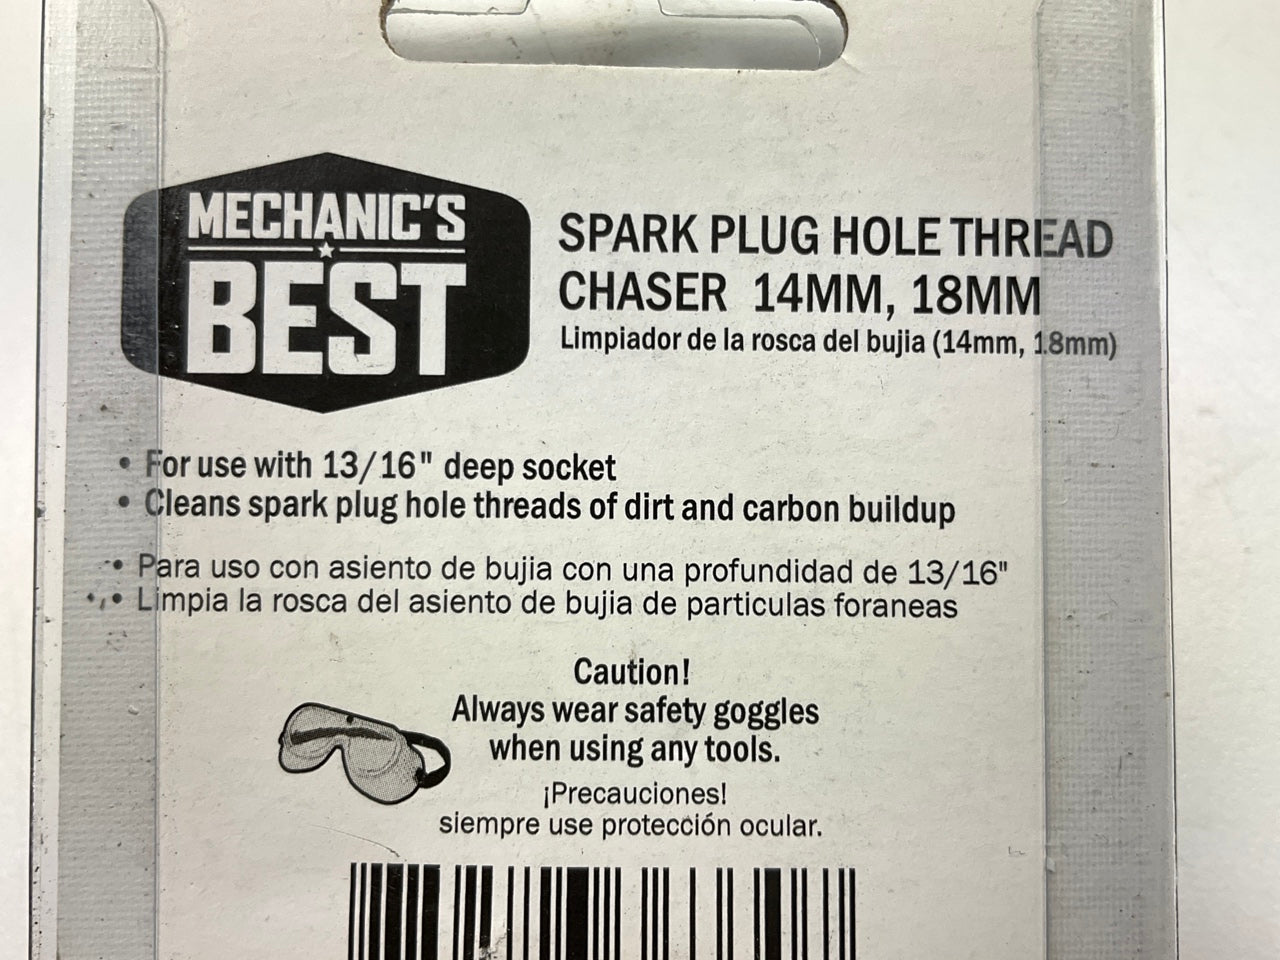 MECHANIC'S
BEST
SPARK PLUG HOLE THREAD
CHASER 14MM, 18MM
Limpiador de la rosca del bujia (14mm, 18mm)
• For use with 13/16" deep socket
• Cleans spark plug hole threads of dirt and carbon buildup
• Para uso con asiento de bujia con una profundidad de 13/16"
• Limpia la rosca del asiento de bujia de particulas foraneas
Caution!
Always wear safety goggles
when using any tools.
¡Precauciones!
siempre use protección ocular.